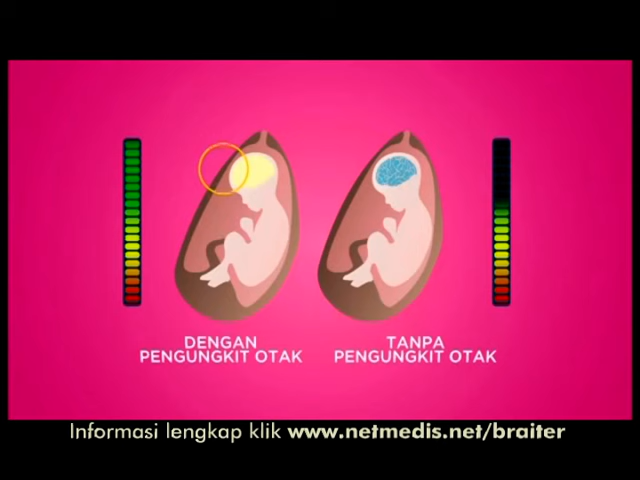 DENGAN
PENGUNGKIT OTAK
TANPA
PENGUNGKIT OTAK
Informasi lengkap klik www.netmedis.net/braiter